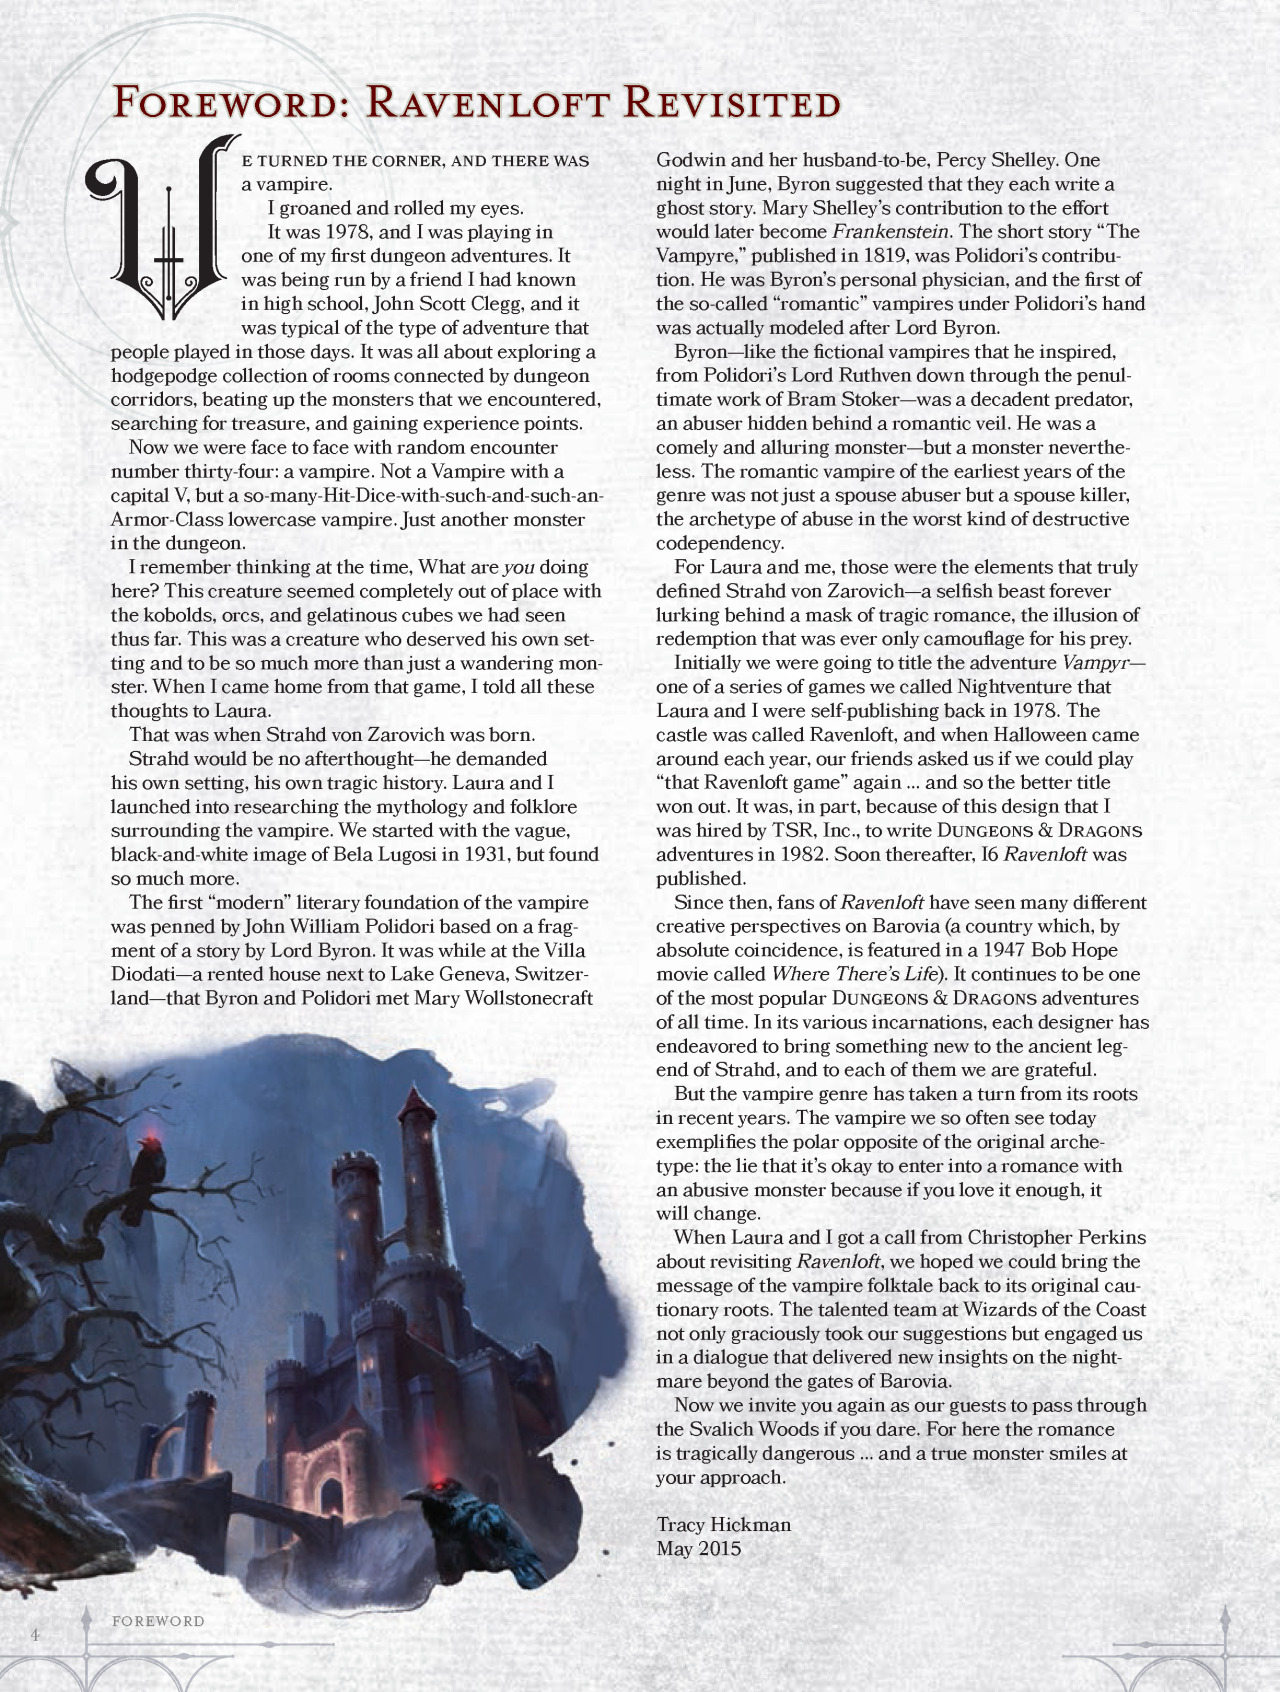 FOREWORD: RAVENLOFT REVISITED
WE TURNED THE CORNER, AND THERE WAS
a vampire.
I groaned and rolled my eyes.
It was 1978, and I was playing in
one of my first dungeon adventures. It
was being run by a friend I had known
in high school, John Scott Clegg, and it
was typical of the type of adventure that
people played in those days. It was all about exploring a
hodgepodge collection of rooms connected by dungeon
corridors, beating up the monsters that we encountered,
searching for treasure, and gaining experience points.
Now we were face to face with random encounter
number thirty-four: a vampire. Not a Vampire with a
capital V, but a so-many-Hit-Dice-with-such-and-such-an-
Armor-Class lowercase vampire. Just another monster
in the dungeon.
I remember thinking at the time, What are you doing
here? This creature seemed completely out of place with
the kobolds, orcs, and gelatinous cubes we had seen
thus far. This was a creature who deserved his own set-
ting and to be so much more than just a wandering mon-
ster. When I came home from that game, I told all these
thoughts to Laura.
That was when Strahd von Zarovich was born.
Strahd would be no afterthought—he demanded
his own setting, his own tragic history. Laura and I
launched into researching the mythology and folklore
surrounding the vampire. We started with the vague,
black-and-white image of Bela Lugosi in 1931, but found
so much more.
The first “modern” literary foundation of the vampire
was penned by John William Polidori based on a frag-
ment of a story by Lord Byron. It was while at the Villa
Diodati—a rented house next to Lake Geneva, Switzer-
land—that Byron and Polidori met Mary Wollstonecraft
Godwin and her husband-to-be, Percy Shelley. One
night in June, Byron suggested that they each write a
ghost story. Mary Shelley’s contribution to the effort
would later become Frankenstein. The short story “The
Vampyre,” published in 1819, was Polidori’s contribu-
tion. He was Byron’s personal physician, and the first of
the so-called “romantic” vampires under Polidori’s hand
was actually modeled after Lord Byron.
Byron—like the fictional vampires that he inspired,
from Polidori’s Lord Ruthven down through the penul-
timate work of Bram Stoker—was a decadent predator,
an abuser hidden behind a romantic veil. He was a
comely and alluring monster—but a monster neverthe-
less. The romantic vampire of the earliest years of the
genre was not just a spouse abuser but a spouse killer,
the archetype of abuse in the worst kind of destructive
codependency.
For Laura and me, those were the elements that truly
defined Strahd von Zarovich—a selfish beast forever
lurking behind a mask of tragic romance, the illusion of
redemption that was ever only camouflage for his prey.
Initially we were going to title the adventure Vampyr—
one of a series of games we called Nightventure that
Laura and I were self-publishing back in 1978. The
castle was called Ravenloft, and when Halloween came
around each year, our friends asked us if we could play
“that Ravenloft game” again ... and so the better title
won out. It was, in part, because of this design that I
was hired by TSR, Inc., to write DUNGEONS & DRAGONS
adventures in 1982. Soon thereafter, I6 Ravenloft was
published.
Since then, fans of Ravenloft have seen many different
creative perspectives on Barovia (a country which, by
absolute coincidence, is featured in a 1947 Bob Hope
movie called Where There’s Life). It continues to be one
of the most popular DUNGEONS & DRAGONS adventures
of all time. In its various incarnations, each designer has
endeavored to bring something new to the ancient leg-
end of Strahd, and to each of them we are grateful.
But the vampire genre has taken a turn from its roots
in recent years. The vampire we so often see today
exemplifies the polar opposite of the original arche-
type: the lie that it’s okay to enter into a romance with
an abusive monster because if you love it enough, it
will change.
When Laura and I got a call from Christopher Perkins
about revisiting Ravenloft, we hoped we could bring the
message of the vampire folktale back to its original cau-
tionary roots. The talented team at Wizards of the Coast
not only graciously took our suggestions but engaged us
in a dialogue that delivered new insights on the night-
mare beyond the gates of Barovia.
Now we invite you again as our guests to pass through
the Svalich Woods if you dare. For here the romance
is tragically dangerous ... and a true monster smiles at
your approach.
Tracy Hickman
May 2015
FOREWORD
4